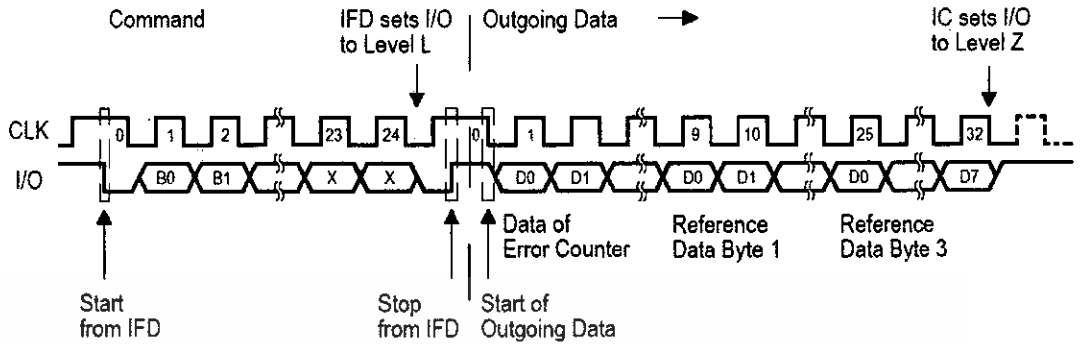 Command
IFD sets I/O
to Level L
Outgoing Data
IC sets I/O
to Level Z
CLK
0 1 2 23 24 0 1 9 10 25 32
I/O
B0 B1 X X D0 D1 D0 D1 D0 D7
Data of
Error Counter
Reference
Data Byte 1
Reference
Data Byte 3
Start
from IFD
Stop
from IFD
Start of
Outgoing Data